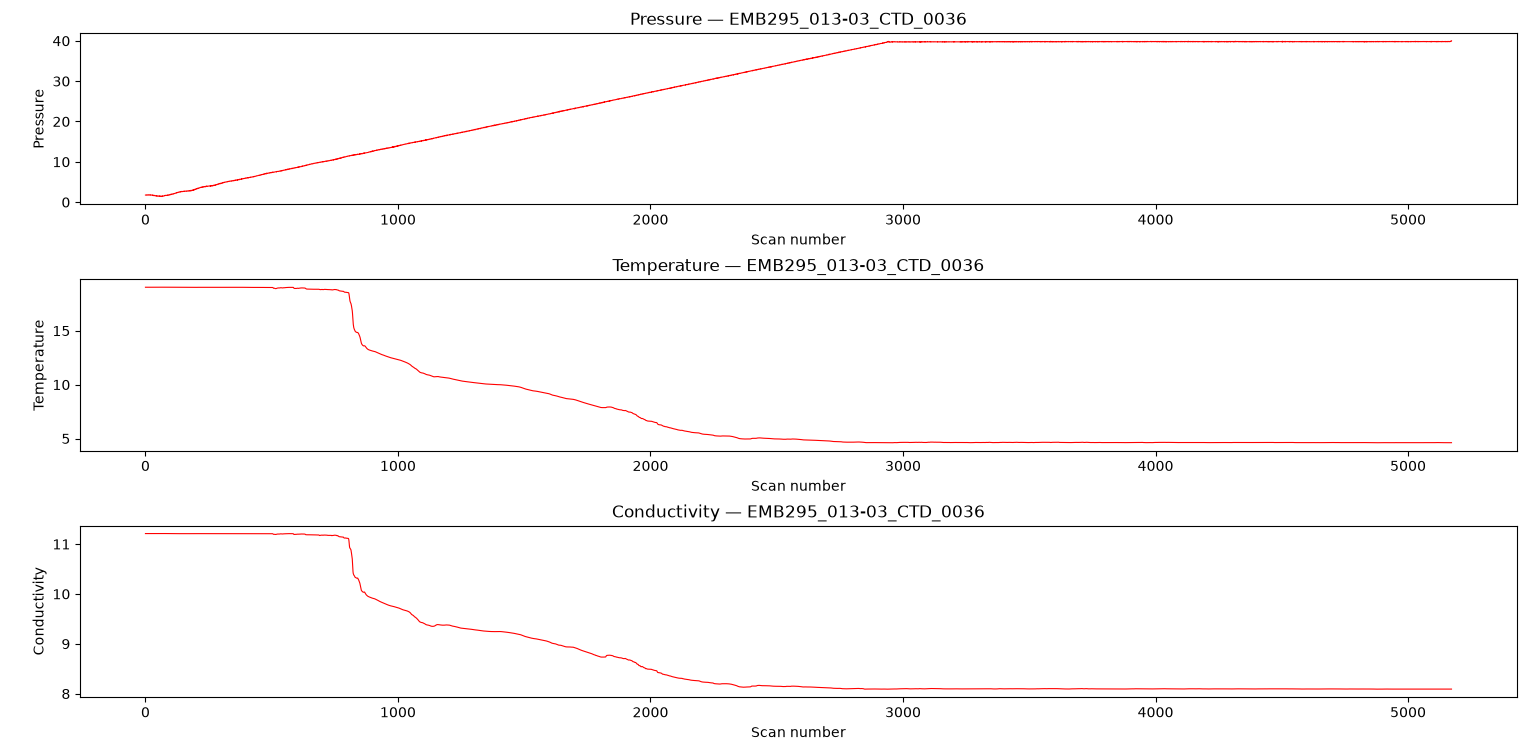 Pressure — EMB295_013-03_CTD_0036
40
30
20
10
0
Pressure
0 1000 2000 3000 4000 5000
Scan number
Temperature — EMB295_013-03_CTD_0036
15
10
5
Temperature
0 1000 2000 3000 4000 5000
Scan number
Conductivity — EMB295_013-03_CTD_0036
11
10
9
8
Conductivity
0 1000 2000 3000 4000 5000
Scan number